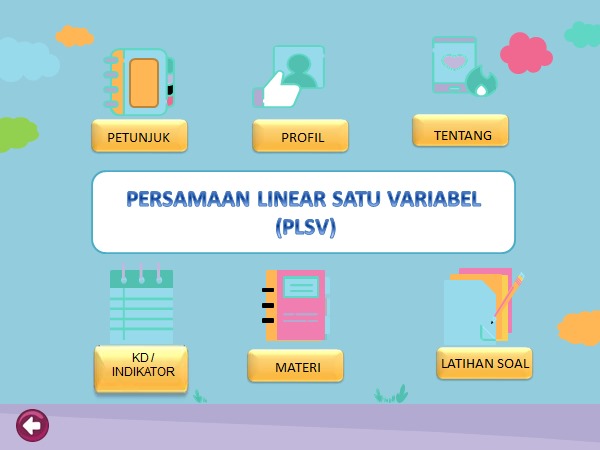 PETUNJUK
PROFIL
TENTANG
PERSAMAAN LINEAR SATU VARIABEL
(PLSV)
KD /
INDIKATOR
MATERI
LATIHAN SOAL